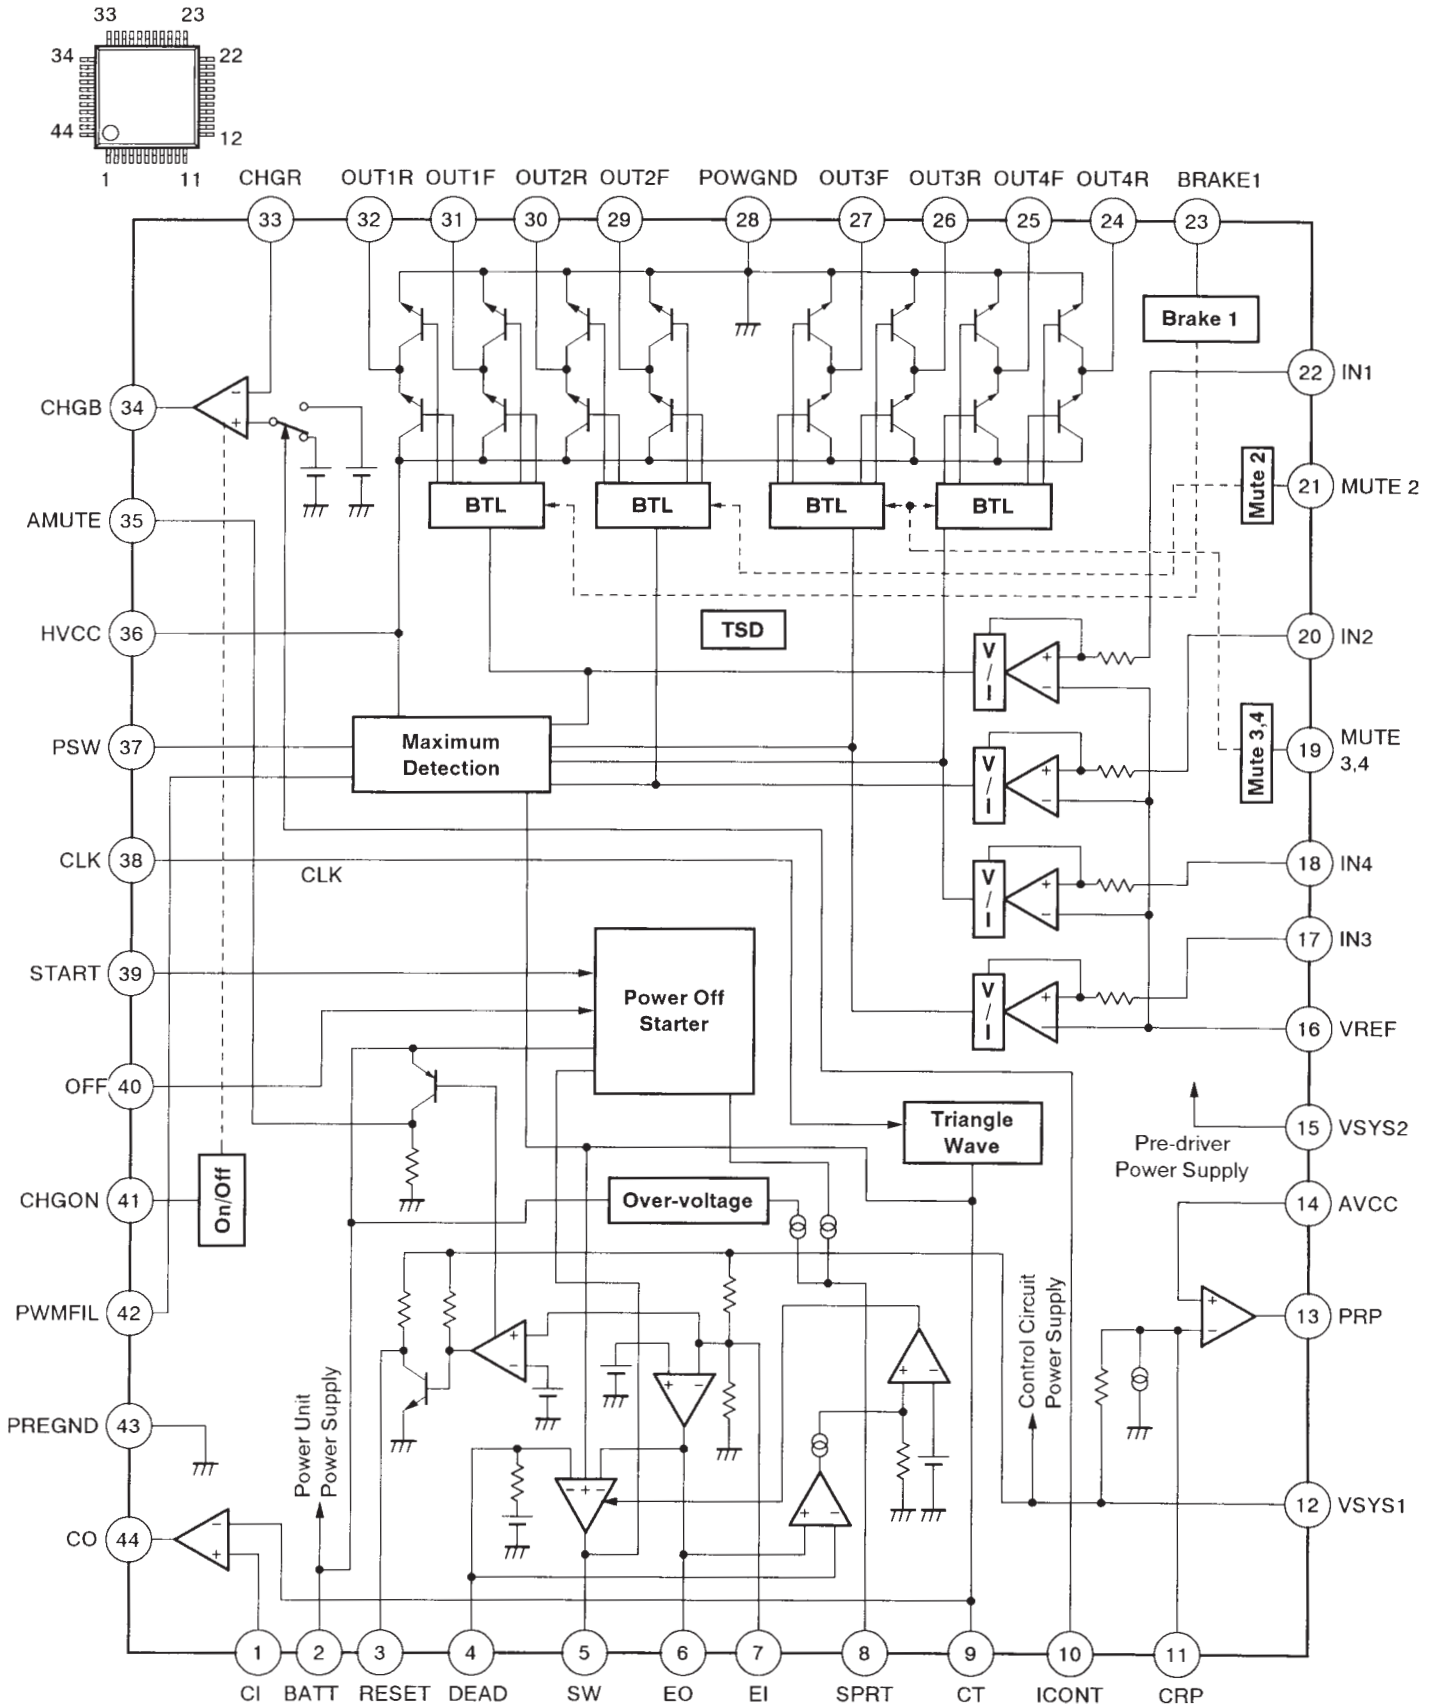 33 23
34 22
44 12
1 11
CHGR OUT1R OUT1F OUT2R OUT2F POWGND OUT3F OUT3R OUT4F OUT4R BRAKE1
33 32 31 30 29 28 27 26 25 24 23
Brake 1
22 IN1
CHGB 34
- +
Mute 2
21 MUTE 2
BTL BTL BTL BTL
AMUTE 35
TSD
HVCC 36
V / I
+ -
20 IN2
Maximum
Detection
PSW 37
V / I
+ -
Mute 3,4
19 MUTE
3,4
CLK 38
CLK
V / I
+ -
18 IN4
17 IN3
START 39
Power Off
Starter
V / I
+ -
16 VREF
OFF 40
Triangle
Wave
15 VSYS2
Pre-driver
Power Supply
CHGON 41
On/Off
Over-voltage
14 AVCC
PWMFIL 42
+ -
+ -
+ -
Control Circuit
Power Supply
+ -
13 PRP
PREGND 43
Power Unit
Power Supply
- + -
+ -
12 VSYS1
CO 44
- +
1 2 3 4 5 6 7 8 9 10 11
CI BATT RESET DEAD SW EO EI SPRT CT ICONT CRP